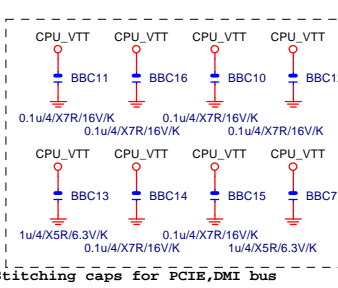 CPU_VTT CPU_VTT CPU_VTT CPU_VTT
BBC11 BBC16 BBC10
0.1u/4/X7R/16V/K 0.1u/4/X7R/16V/K
0.1u/4/X7R/16V/K 0.1u/4/X7R/16V/K
CPU_VTT CPU_VTT CPU_VTT CPU_VTT
BBC13 BBC14 BBC15 BBC7
1u/4/X5R/6.3V/K 0.1u/4/X7R/16V/K
0.1u/4/X7R/16V/K 1u/4/X5R/6.3V/K
Stitching caps for PCIE,DMI bus